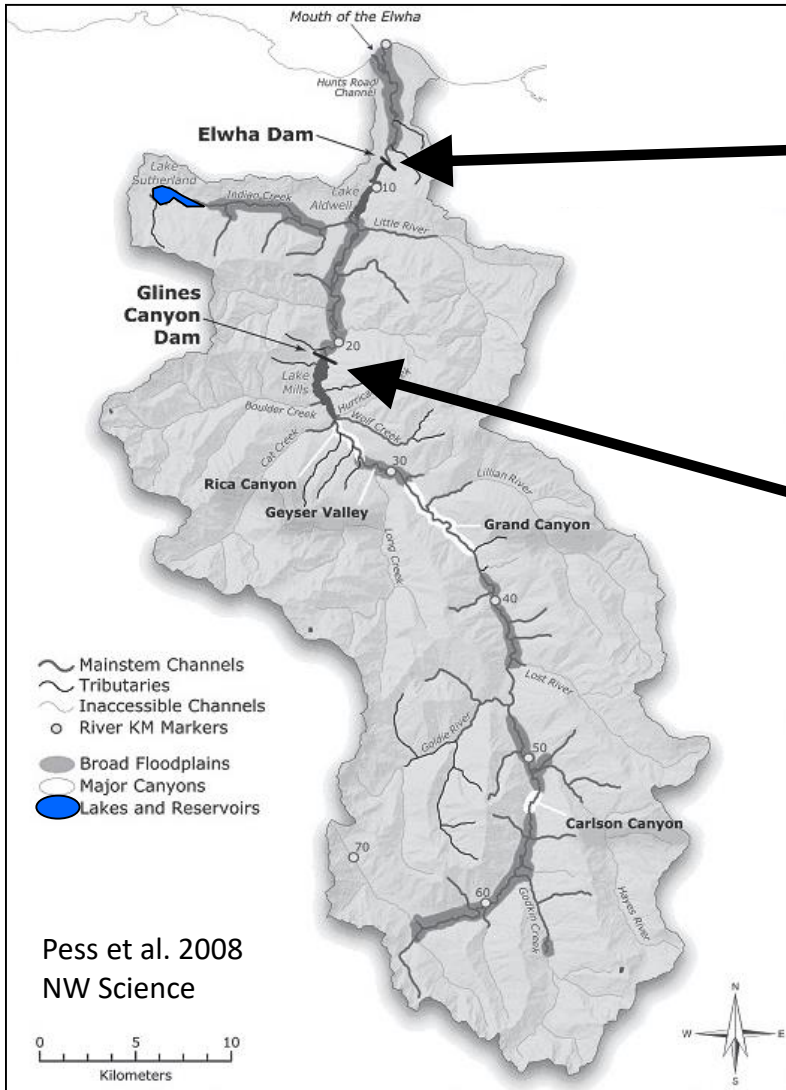 Mouth of the Elwha
Hunts Road
Channel
Elwha Dam
Lake
Sutherland
Indian Creek
Lake
Aldwell
10
Little River
Glines
Canyon
Dam
20
Lake
Mills
Boulder Creek
Wolf Creek
Cat Creek
Rica Canyon
30
Lillian River
Geyser Valley
Grand Canyon
Long Creek
40
Mainstem Channels
Tributaries
Inaccessible Channels
River KM Markers
Lost River
Goldie River
50
Broad Floodplains
Major Canyons
Lakes and Reservoirs
Carlson Canyon
70
60
Godkin Creek
Hayes River
Pess et al. 2008
NW Science
0 5 10
Kilometers
N
W E
S